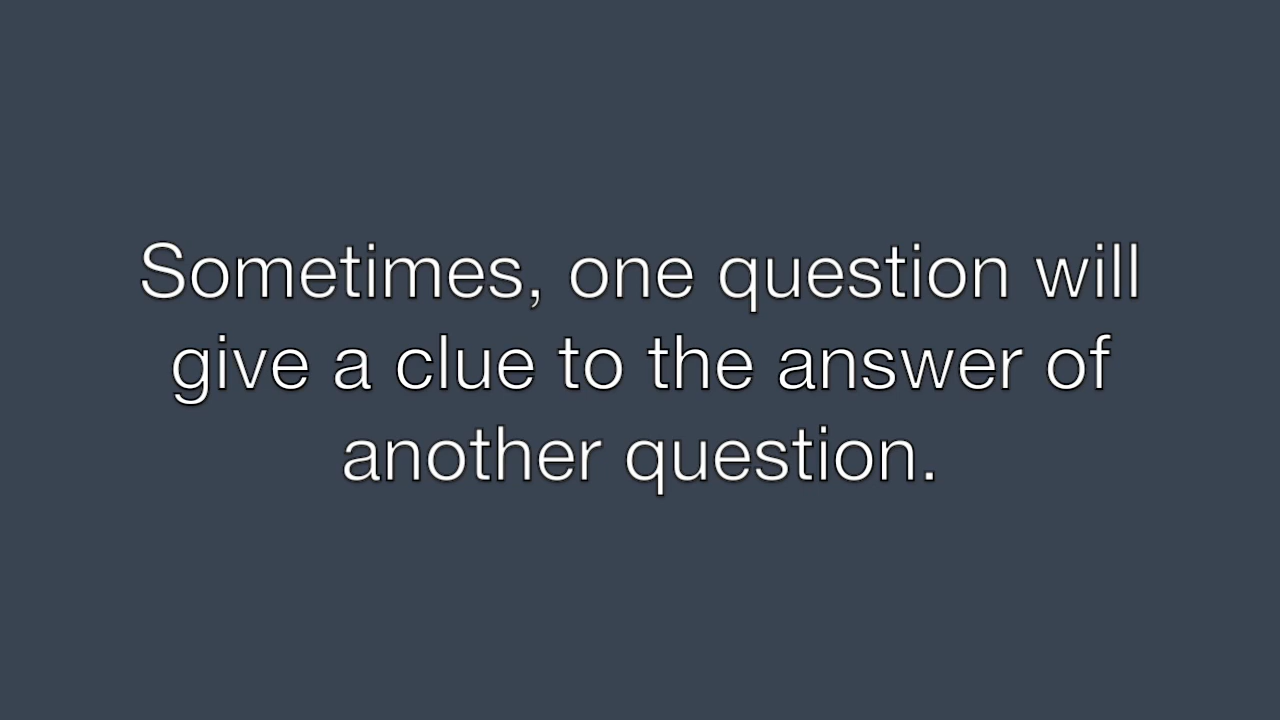 Sometimes, one question will
give a clue to the answer of
another question.